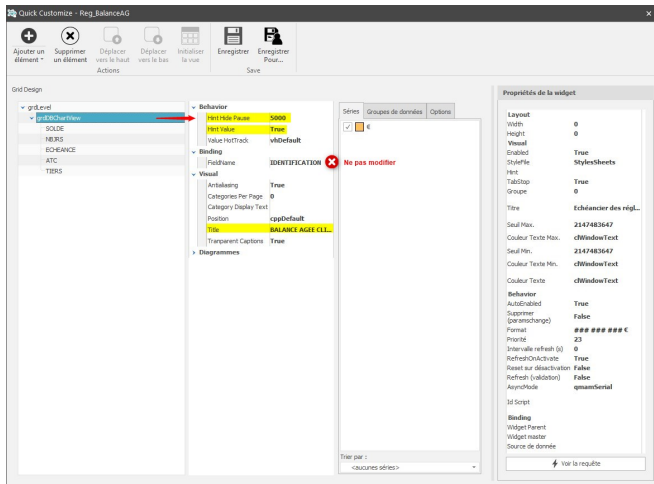 Quick Customize - Reg_BalanceAG
Ajouter un élément
Supprimer un élément
Déplacer vers le haut
Déplacer vers le bas
Initialiser la vue
Enregistrer
Enregistrer Pour...
Actions
Save
Grid Design
grdLevel
grdDBChartView
SOLDE
NBJRS
ECHEANCE
ATC
TIERS
Behavior
Hint Hide Pause 5000
Hint Value True
Value HotTrack vhDefault
Binding
FieldName IDENTIFICATION
Ne pas modifier
Visual
Antialiasing True
Categories Per Page 0
Category Display Text
Position cppDefault
Title BALANCE AGEE CLI...
Tranparent Captions True
Diagrammes
Séries Groupes de données Options
€
Trier par :
<aucunes séries>
Propriétés de la widget
Layout
Width 0
Height 0
Visual
Enabled True
StyleFile StylesSheets
Hint
TabStop True
Groupe 0
Titre Echéancier des régl...
Seuil Max. 2147483647
Couleur Texte Max. clWindowText
Seuil Min. 2147483647
Couleur Texte Min. clWindowText
Couleur Texte clWindowText
Behavior
AutoEnabled True
Supprimer (paramschange) False
Format ### ### ### €
Priorité 23
Intervalle refresh (s) 0
RefreshOnActivate True
Reset sur désactivation False
Refresh (validation) False
AsyncMode qmamSerial
Id Script
Binding
Widget Parent
Widget master
Source de donnée
Voir la requête